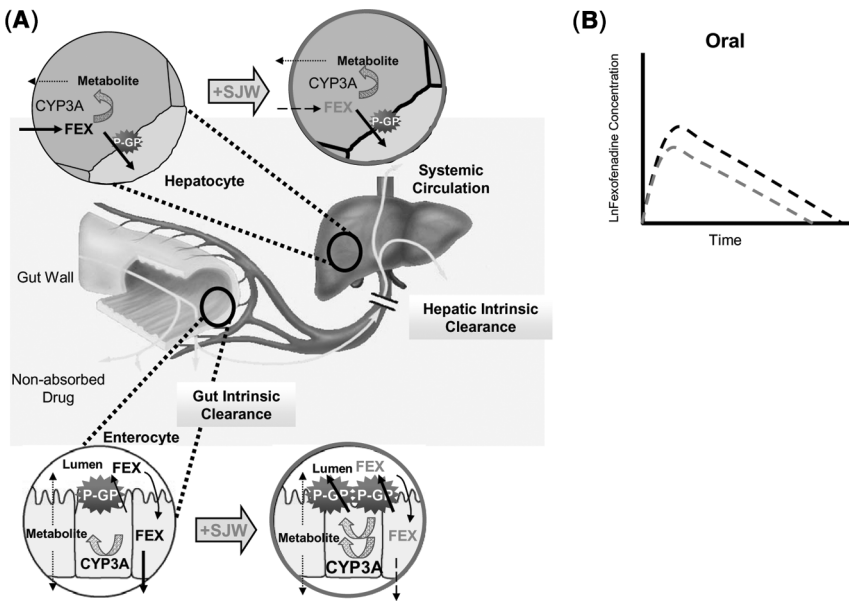 (A)
Metabolite
CYP3A
FEX
P-GP
+SJW
Metabolite
CYP3A
FEX
P-GP
Hepatocyte
Systemic
Circulation
Gut Wall
Hepatic Intrinsic
Clearance
Non-absorbed
Drug
Gut Intrinsic
Clearance
Enterocyte
Lumen
FEX
P-GP
Metabolite
FEX
CYP3A
+SJW
Lumen
FEX
P-GP
P-GP
Metabolite
FEX
CYP3A
(B)
Oral
LnFexofenadine Concentration
Time